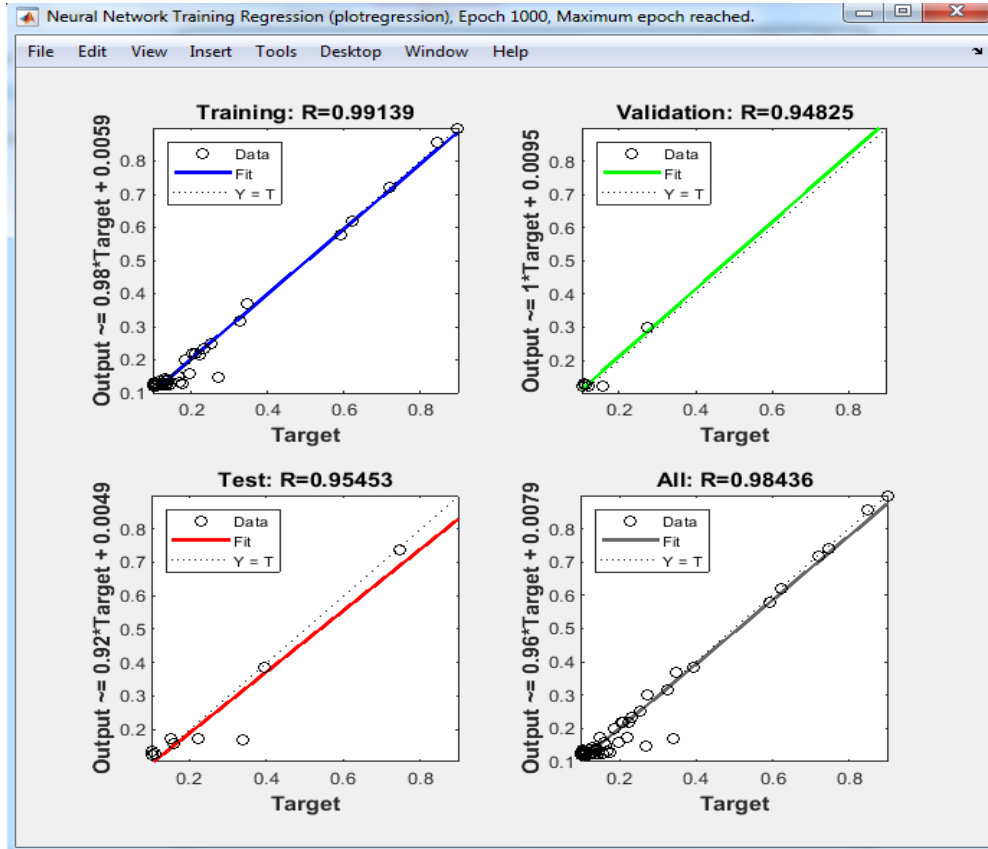 Neural Network Training Regression (plotregression), Epoch 1000, Maximum epoch reached.
File Edit View Insert Tools Desktop Window Help
Training: R=0.99139
Output ~= 0.98*Target + 0.0059
Data
Fit
Y = T
0.8
0.7
0.6
0.5
0.4
0.3
0.2
0.1
0.2 0.4 0.6 0.8
Target
Validation: R=0.94825
Output ~= 1*Target + 0.0095
Data
Fit
Y = T
0.8
0.7
0.6
0.5
0.4
0.3
0.2
0.2 0.4 0.6 0.8
Target
Test: R=0.95453
Output ~= 0.92*Target + 0.0049
Data
Fit
Y = T
0.8
0.7
0.6
0.5
0.4
0.3
0.2
0.2 0.4 0.6 0.8
Target
All: R=0.98436
Output ~= 0.96*Target + 0.0079
Data
Fit
Y = T
0.8
0.7
0.6
0.5
0.4
0.3
0.2
0.1
0.2 0.4 0.6 0.8
Target